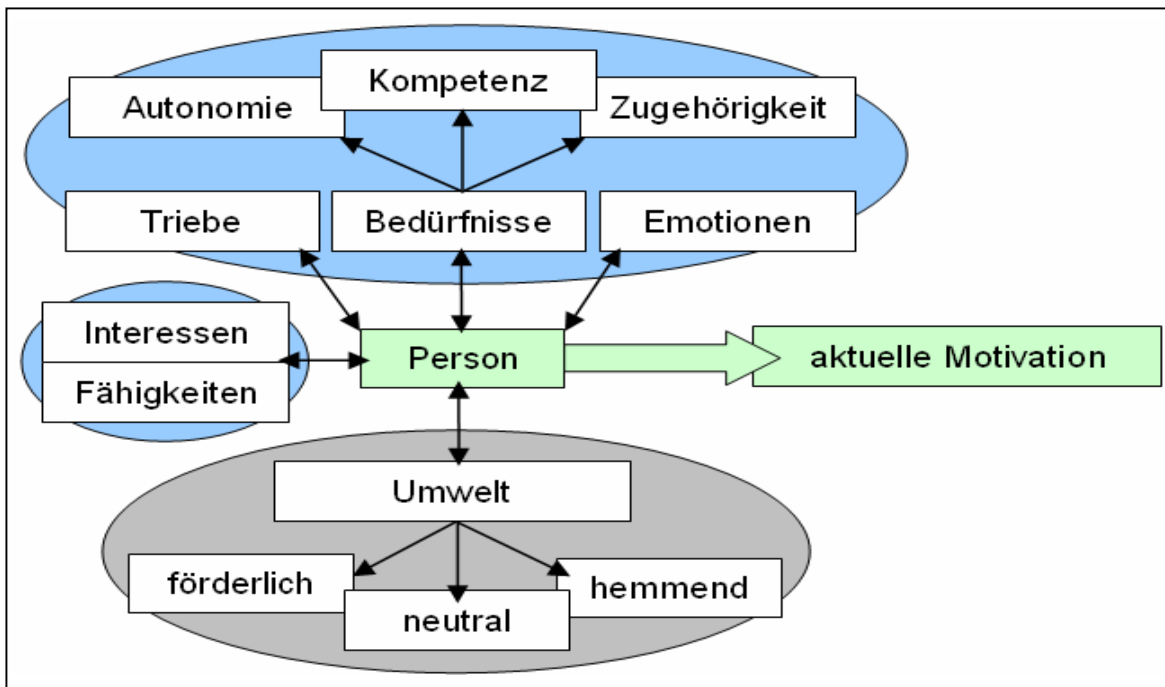 Kompetenz
Autonomie
Zugehörigkeit
Triebe
Bedürfnisse
Emotionen
Interessen
Fähigkeiten
Person
aktuelle Motivation
Umwelt
förderlich
neutral
hemmend